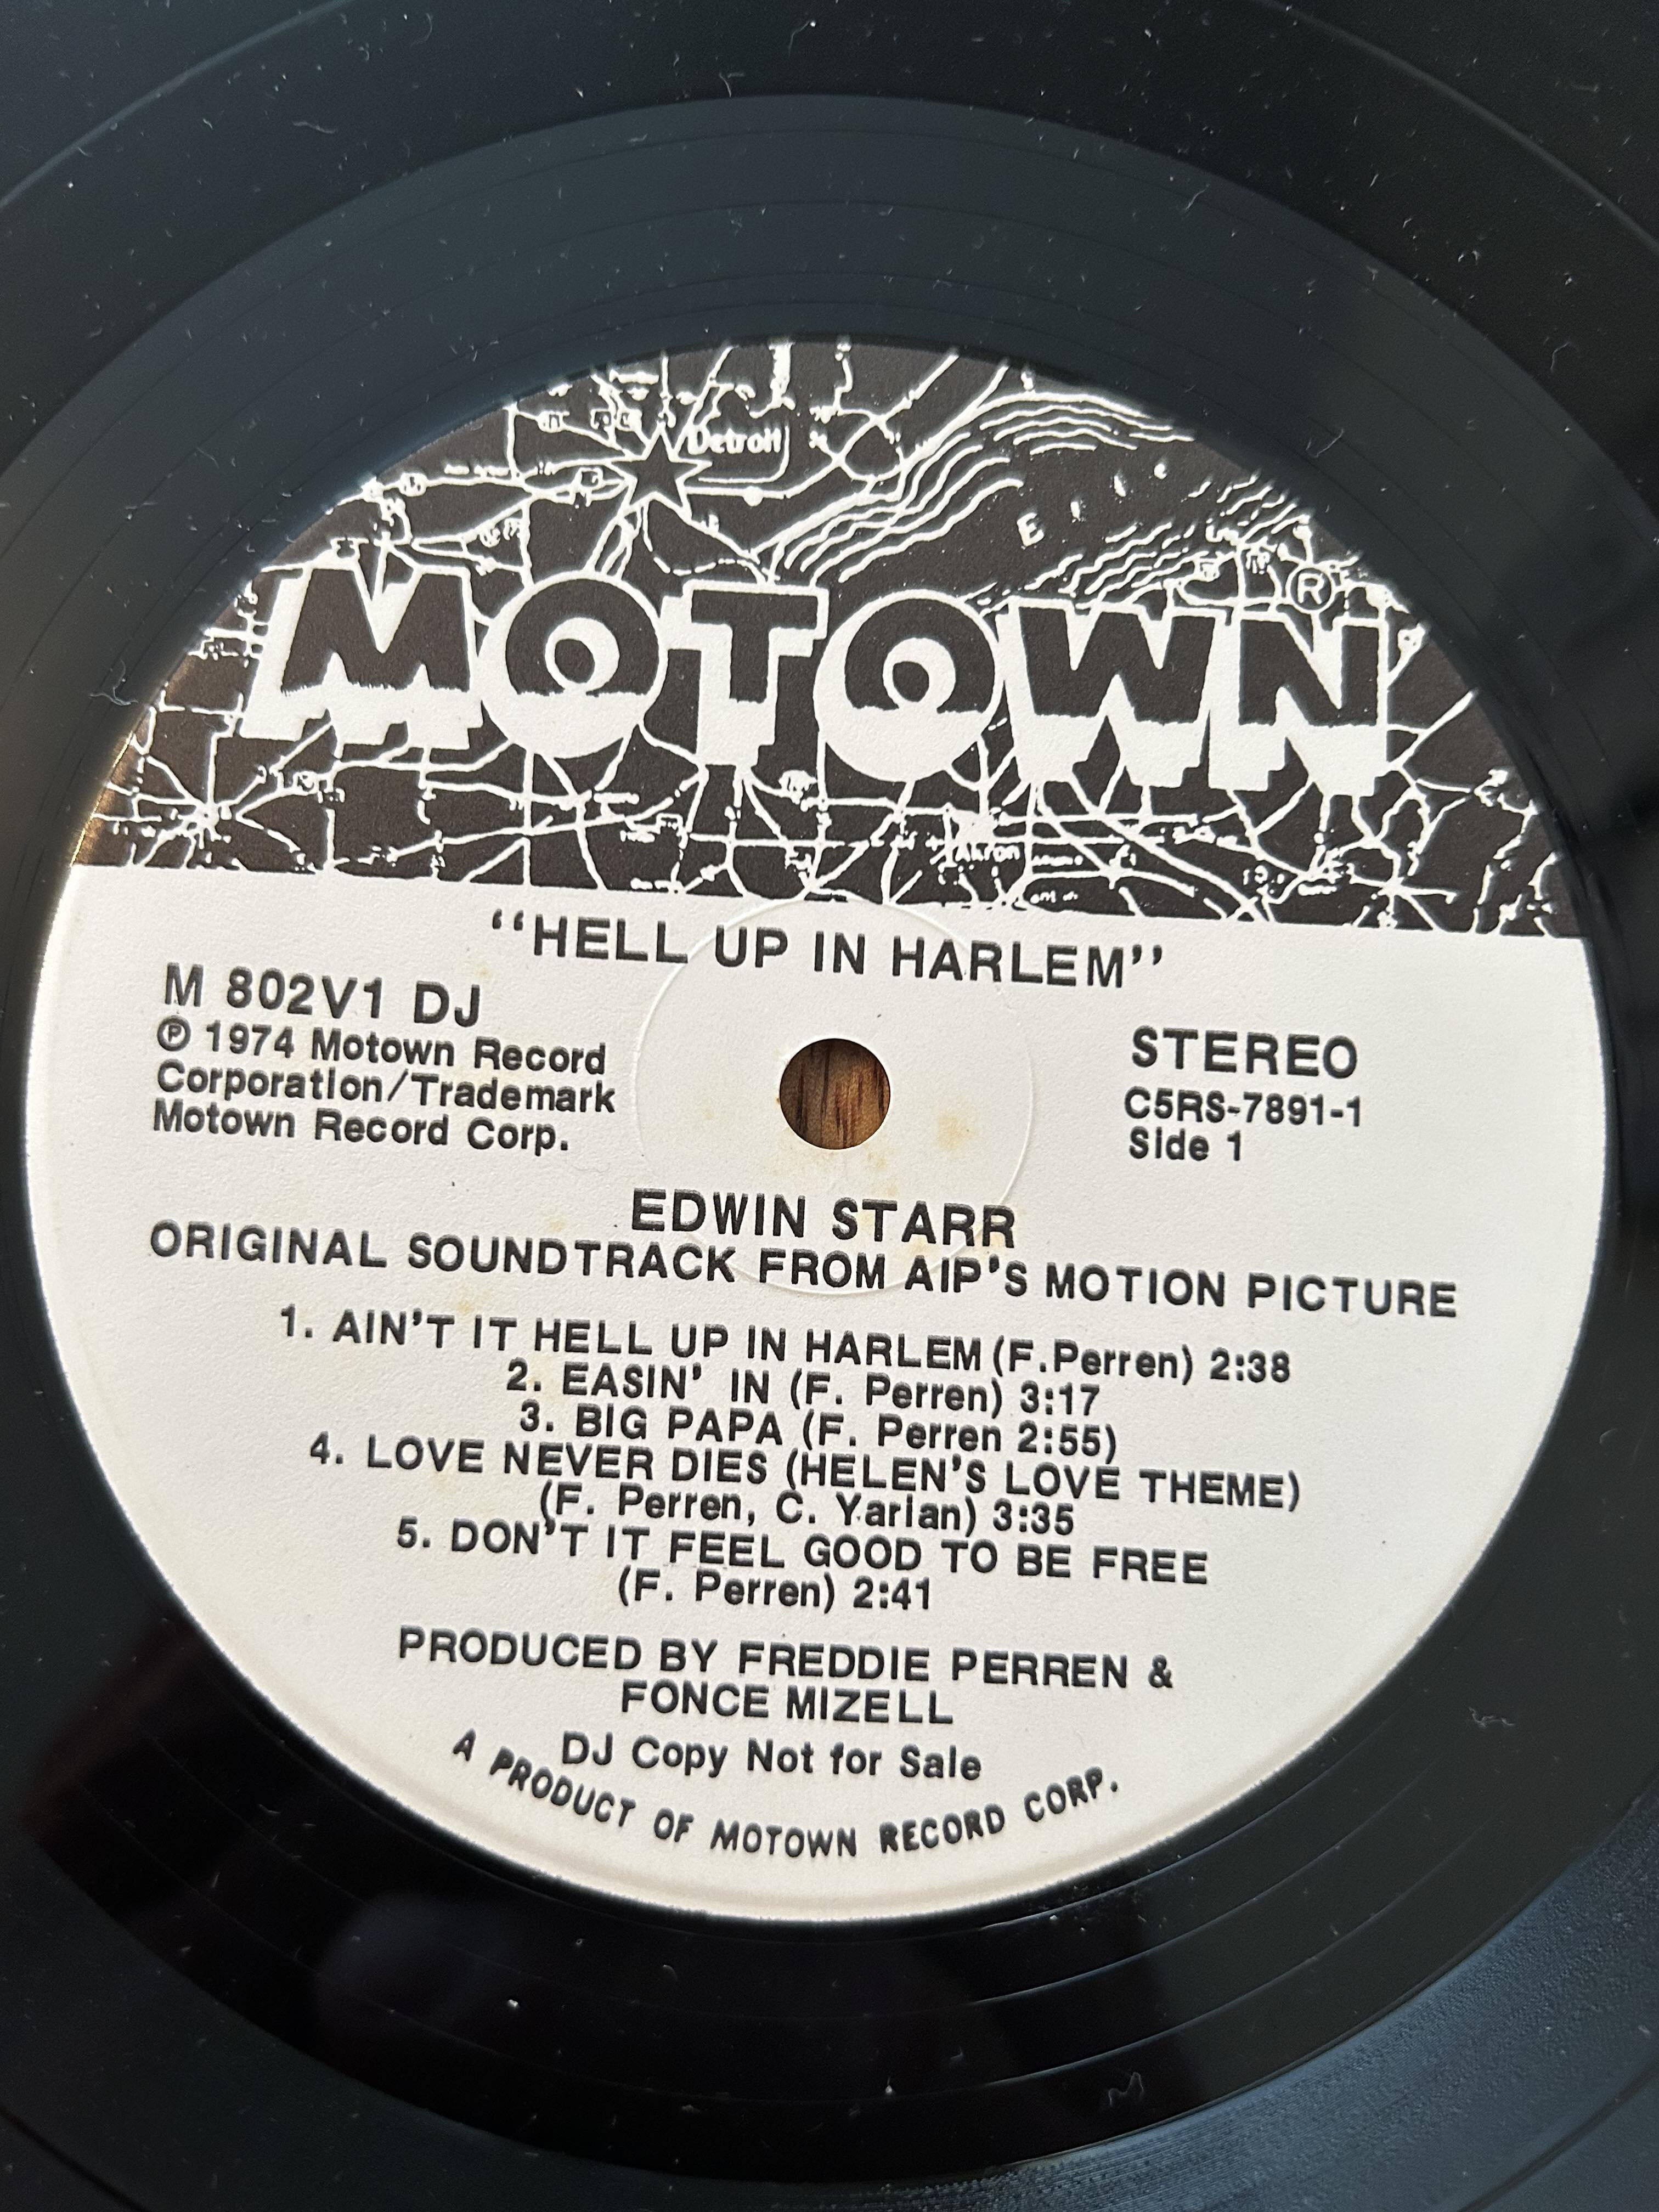 Detroit
E r i e
MOTOWN ®
Akron
“HELL UP IN HARLEM”
M 802V1 DJ
℗ 1974 Motown Record
Corporation/Trademark
Motown Record Corp.
STEREO
C5RS-7891-1
Side 1
EDWIN STARR
ORIGINAL SOUNDTRACK FROM AIP'S MOTION PICTURE
1. AIN'T IT HELL UP IN HARLEM (F.Perren) 2:38
2. EASIN' IN (F. Perren) 3:17
3. BIG PAPA (F. Perren 2:55)
4. LOVE NEVER DIES (HELEN'S LOVE THEME)
(F. Perren, C. Yarian) 3:35
5. DON'T IT FEEL GOOD TO BE FREE
(F. Perren) 2:41
PRODUCED BY FREDDIE PERREN &
FONCE MIZELL
DJ Copy Not for Sale
A PRODUCT OF MOTOWN RECORD CORP.